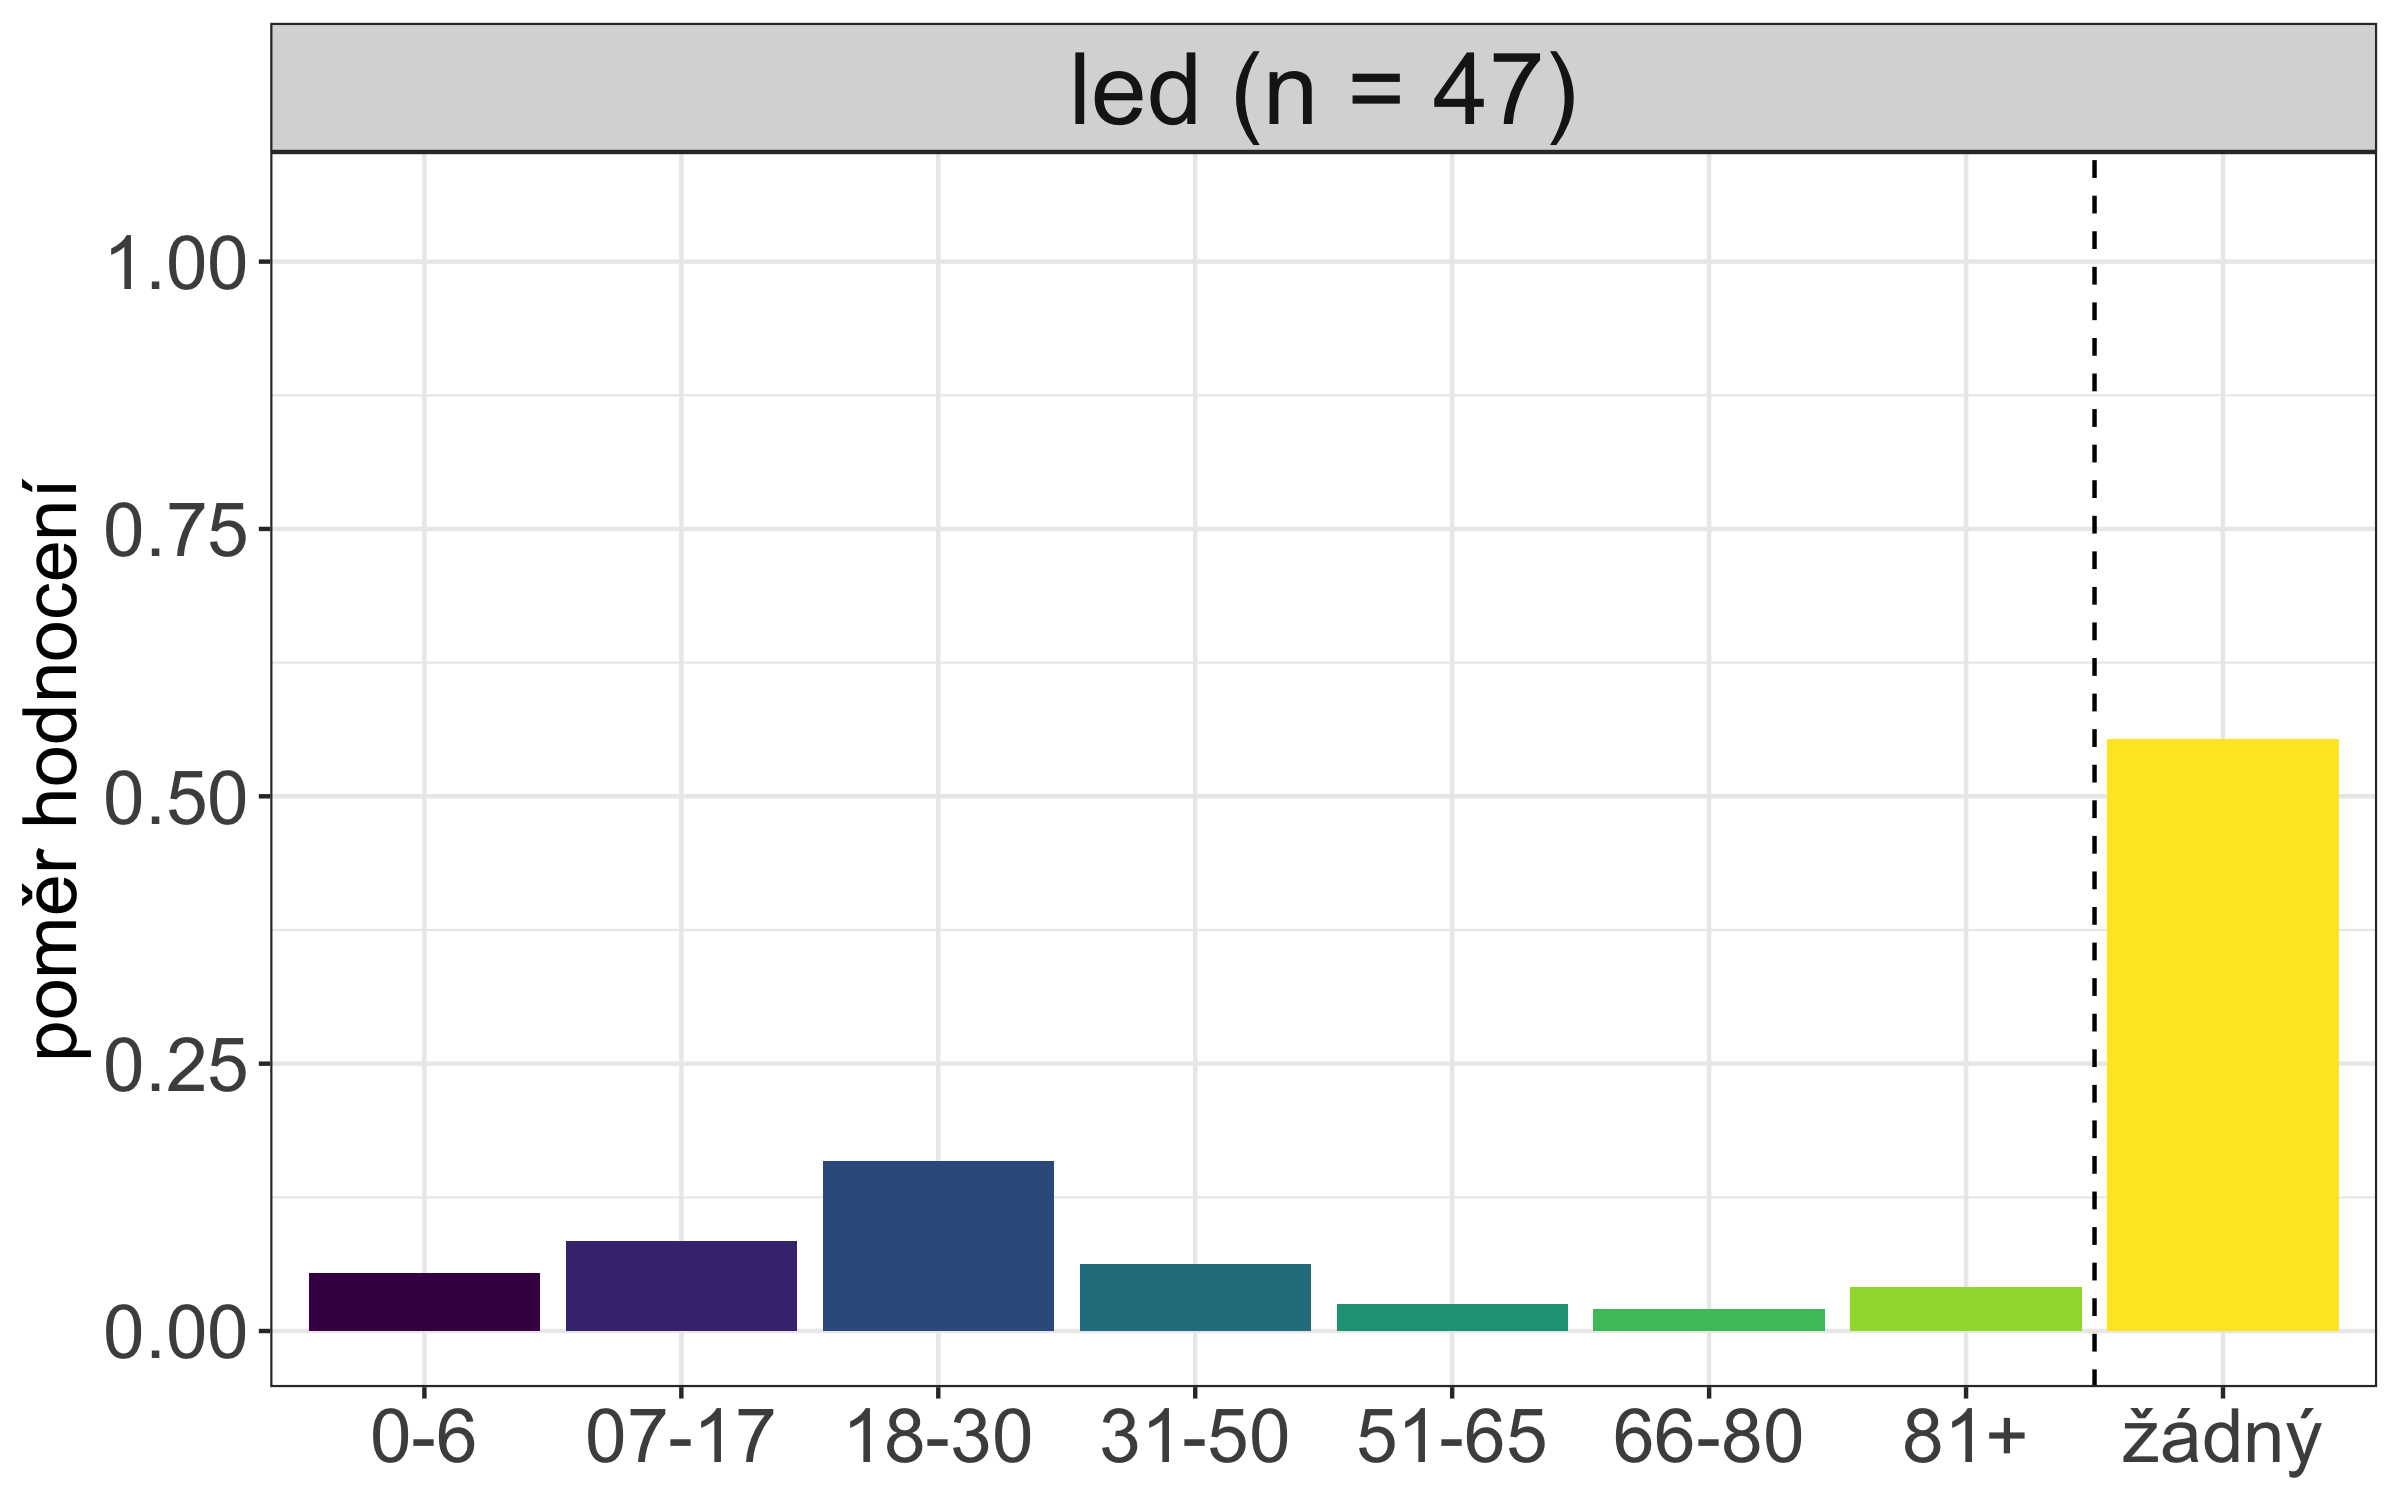 led (n = 47)
poměr hodnocení
1.00
0.75
0.50
0.25
0.00
0-6 07-17 18-30 31-50 51-65 66-80 81+ žádný